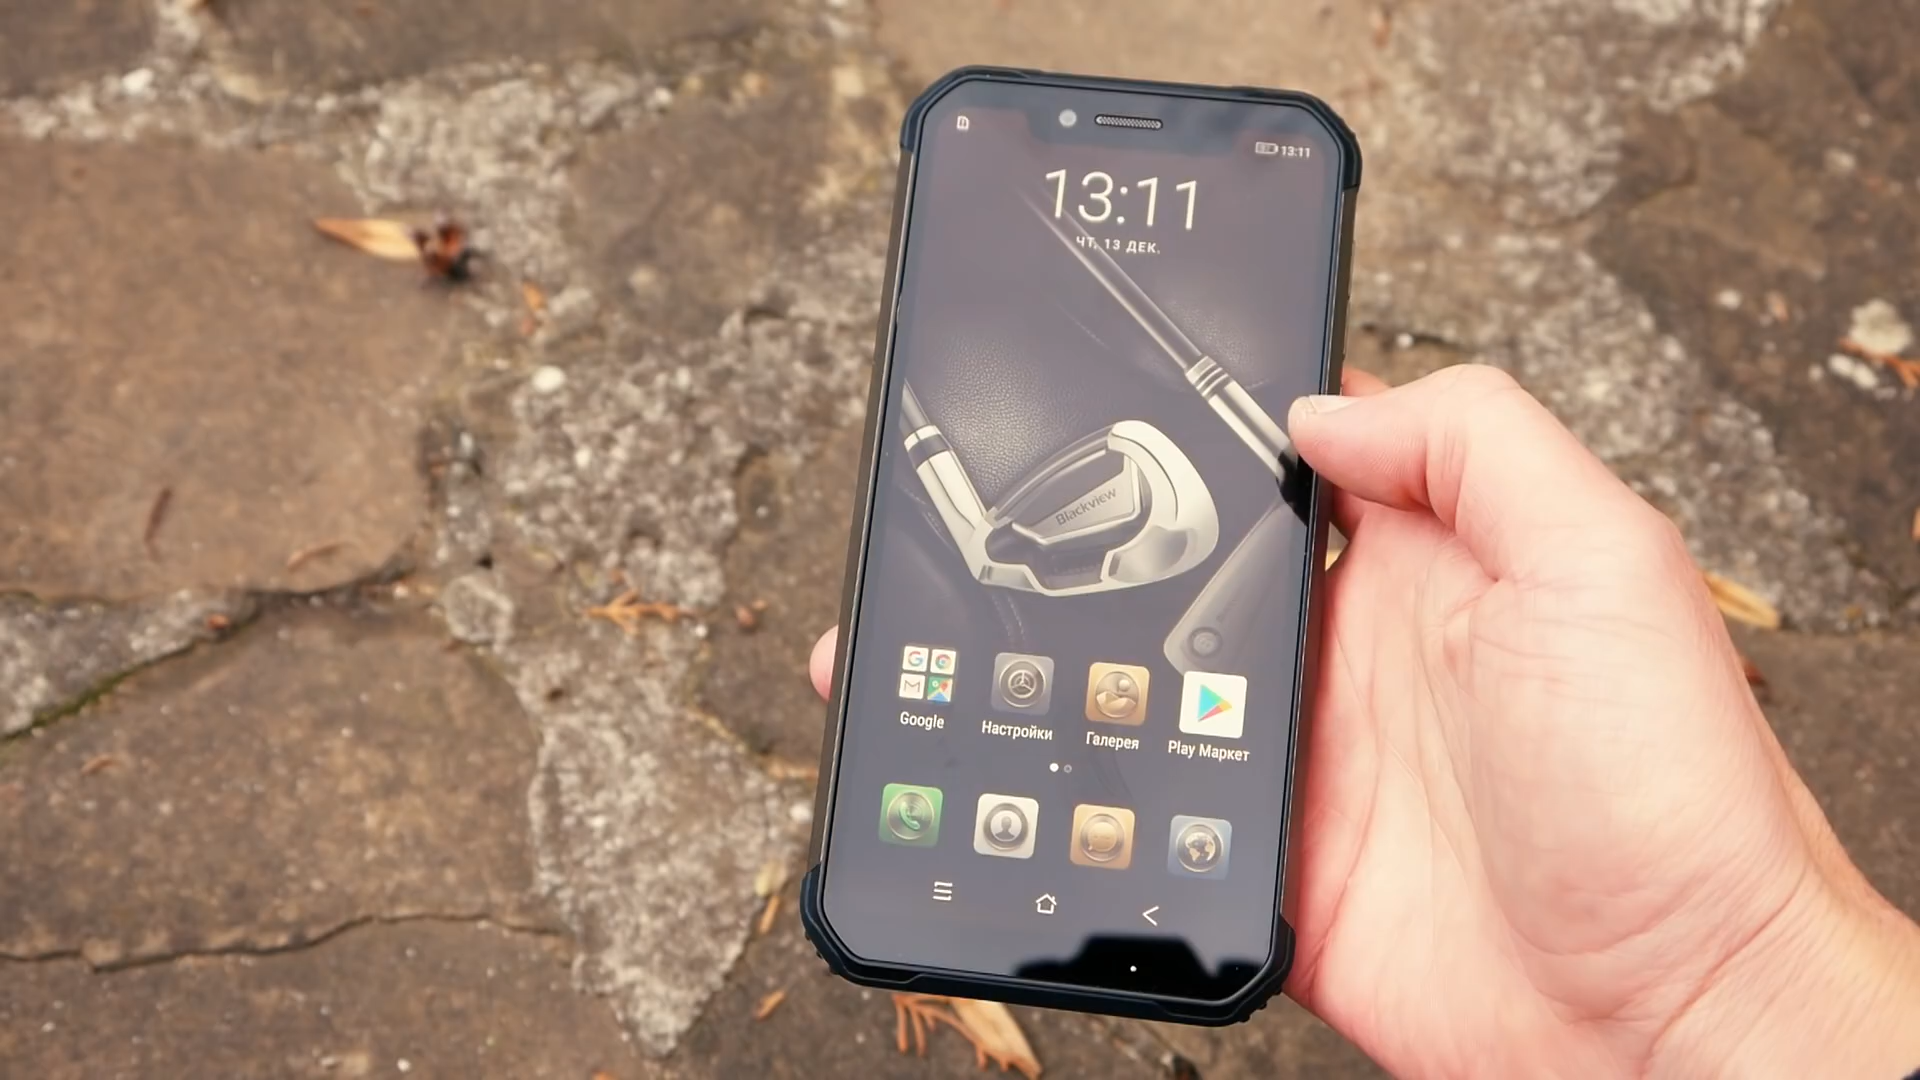 13:11
13:11
ЧТ, 13 ДЕК.
Blackview
Google
Настройки
Галерея
Play Маркет